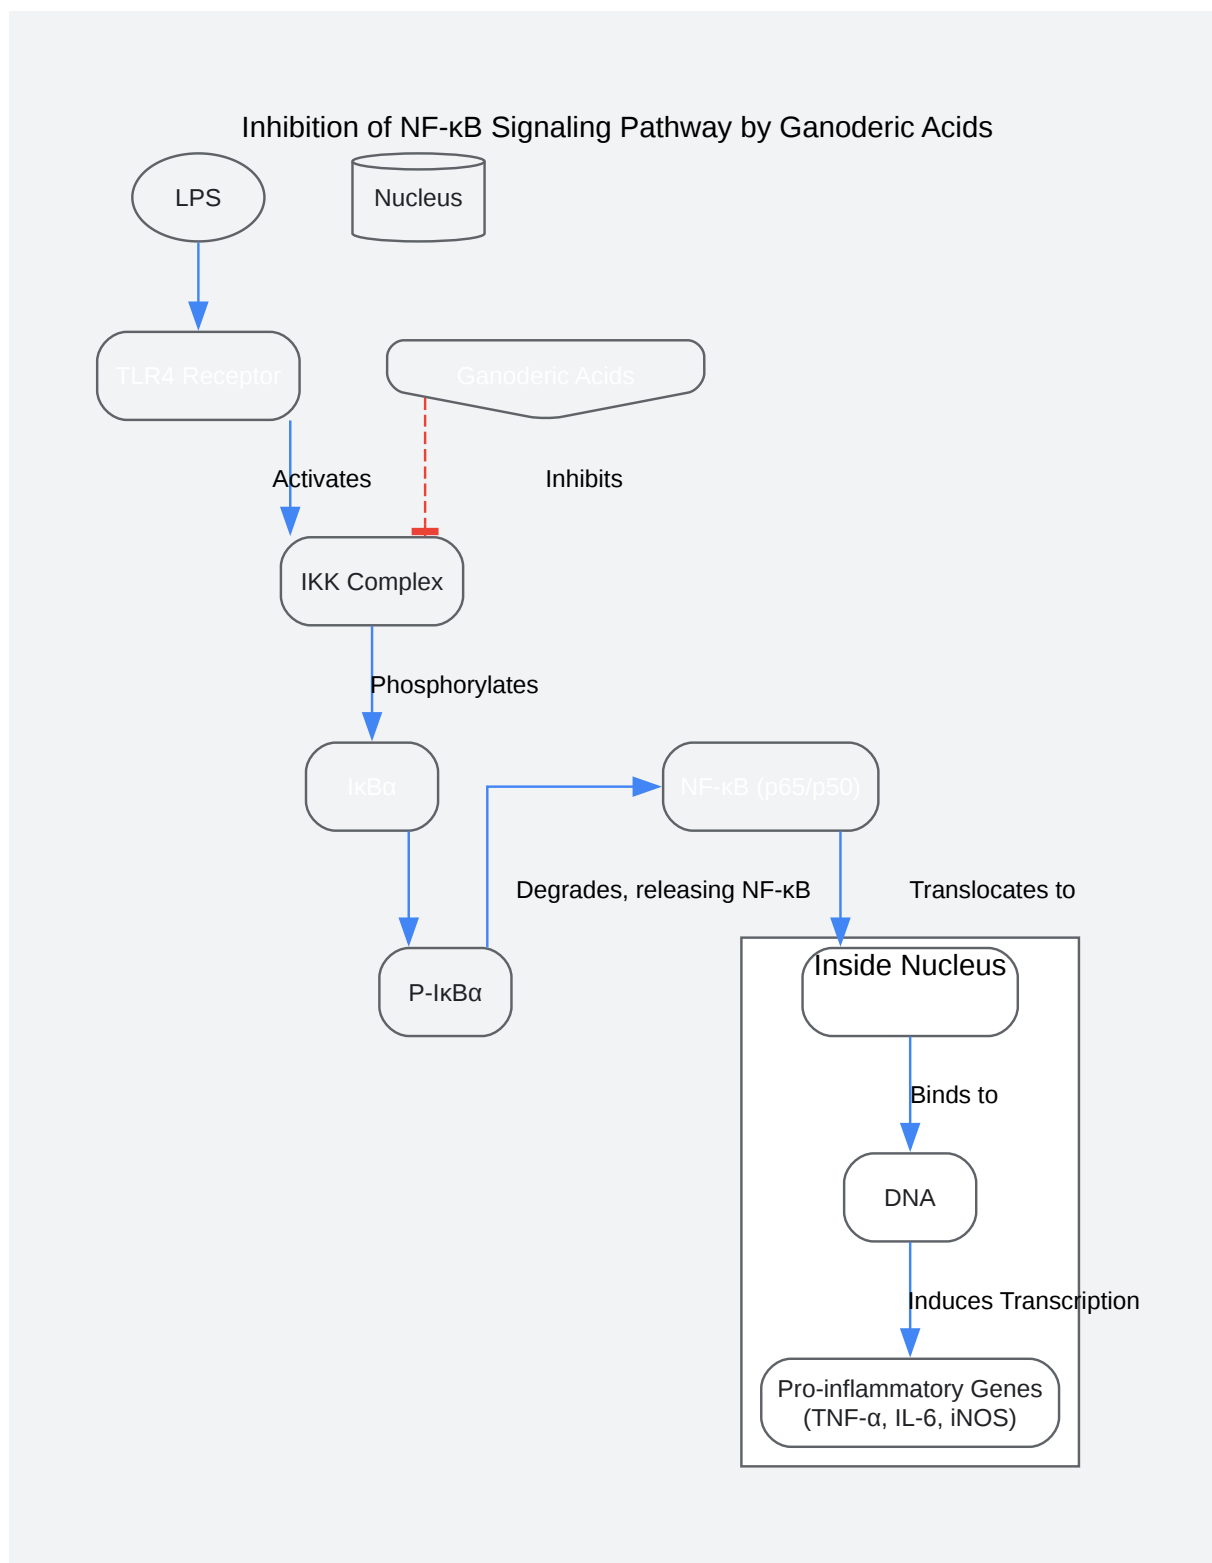 Inhibition of NF-κB Signaling Pathway by Ganoderic Acids
LPS
Nucleus
TLR4 Receptor
Ganoderic Acids
Activates
Inhibits
IKK Complex
Phosphorylates
IκBα
NF-κB (p65/p50)
Degrades, releasing NF-κB
Translocates to
P-IκBα
Inside Nucleus
Binds to
DNA
Induces Transcription
Pro-inflammatory Genes
(TNF-α, IL-6, iNOS)